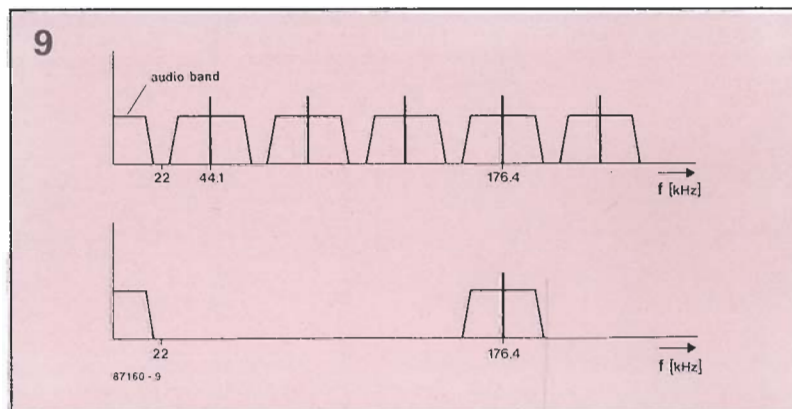 9
audio band
22 44.1 176.4
f [kHz]
22 176.4
f [kHz]
87160 - 9